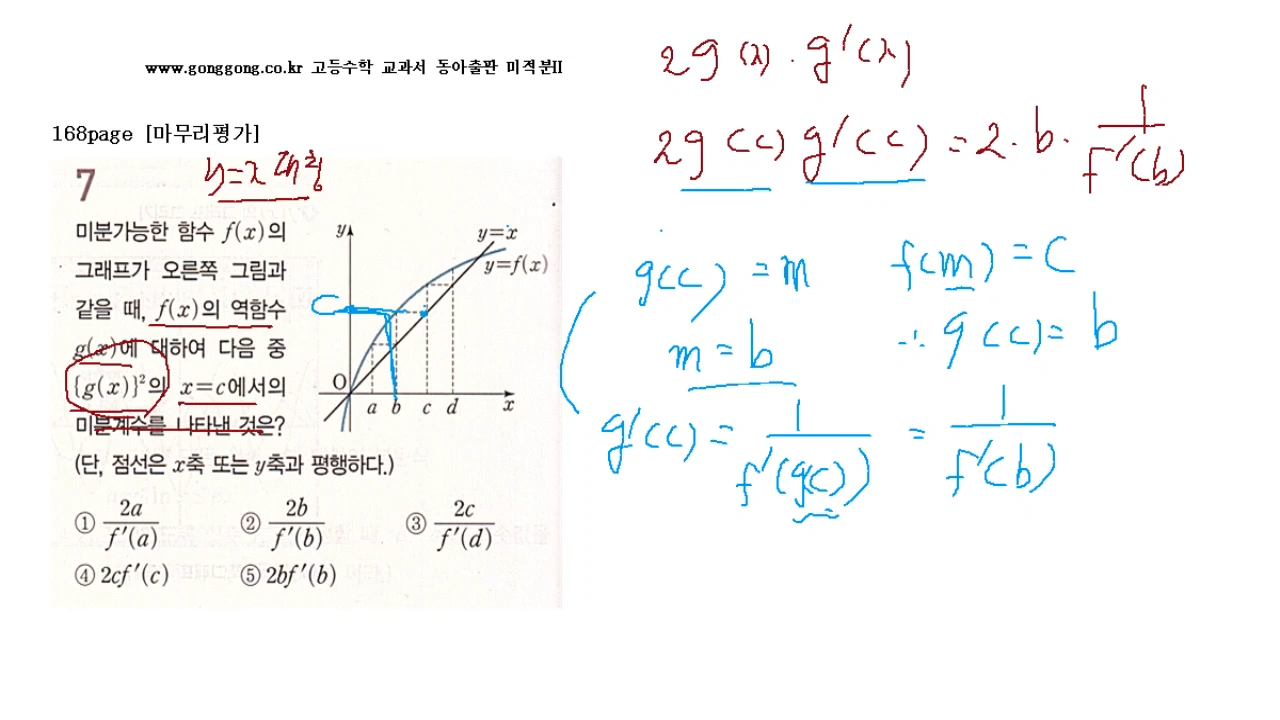 www.gonggong.co.kr 고등수학 교과서 동아출판 미적분II
168page [마무리평가]
y=x 대칭
7
미분가능한 함수 f(x)의
그래프가 오른쪽 그림과
같을 때, f(x)의 역함수
g(x)에 대하여 다음 중
{g(x)}²의 x=c에서의
미분계수를 나타낸 것은?
(단, 점선은 x축 또는 y축과 평행하다.)
y
y=x
y=f(x)
C
O a b c d x
① 2a/f′(a) ② 2b/f′(b) ③ 2c/f′(d)
④ 2cf′(c) ⑤ 2bf′(b)
2g(x)·g′(x)
2g(c)g′(c) = 2·b·1/f′(b)
g(c) = m f(m) = C
m = b ∴ g(c) = b
g′(c) = 1/f′(g(c)) = 1/f′(b)